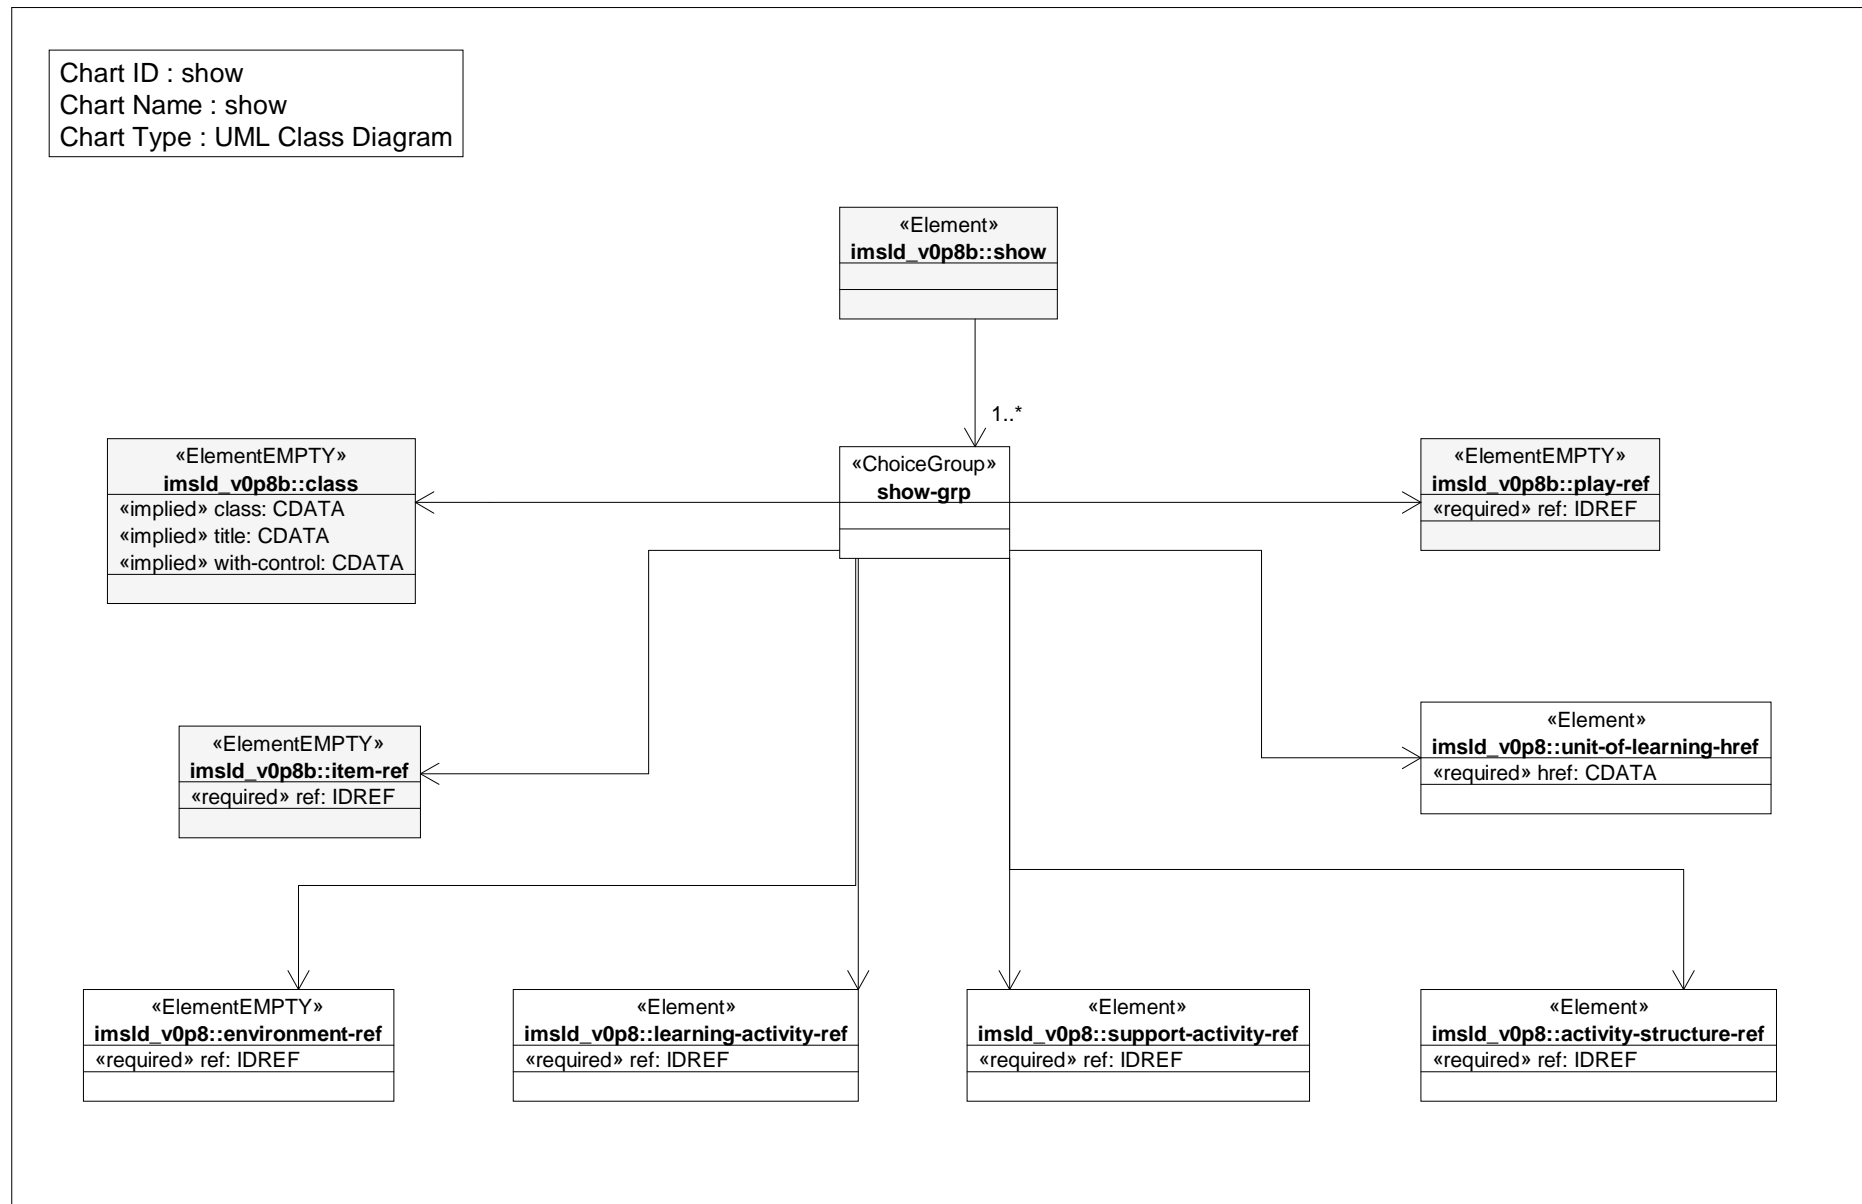 Chart ID : show
Chart Name : show
Chart Type : UML Class Diagram
«Element»
imsld_v0p8b::show
1..*
«ElementEMPTY»
imsld_v0p8b::class
«implied» class: CDATA
«implied» title: CDATA
«implied» with-control: CDATA
«ChoiceGroup»
show-grp
«ElementEMPTY»
imsld_v0p8b::play-ref
«required» ref: IDREF
«ElementEMPTY»
imsld_v0p8b::item-ref
«required» ref: IDREF
«Element»
imsld_v0p8::unit-of-learning-href
«required» href: CDATA
«ElementEMPTY»
imsld_v0p8::environment-ref
«required» ref: IDREF
«Element»
imsld_v0p8::learning-activity-ref
«required» ref: IDREF
«Element»
imsld_v0p8::support-activity-ref
«required» ref: IDREF
«Element»
imsld_v0p8::activity-structure-ref
«required» ref: IDREF